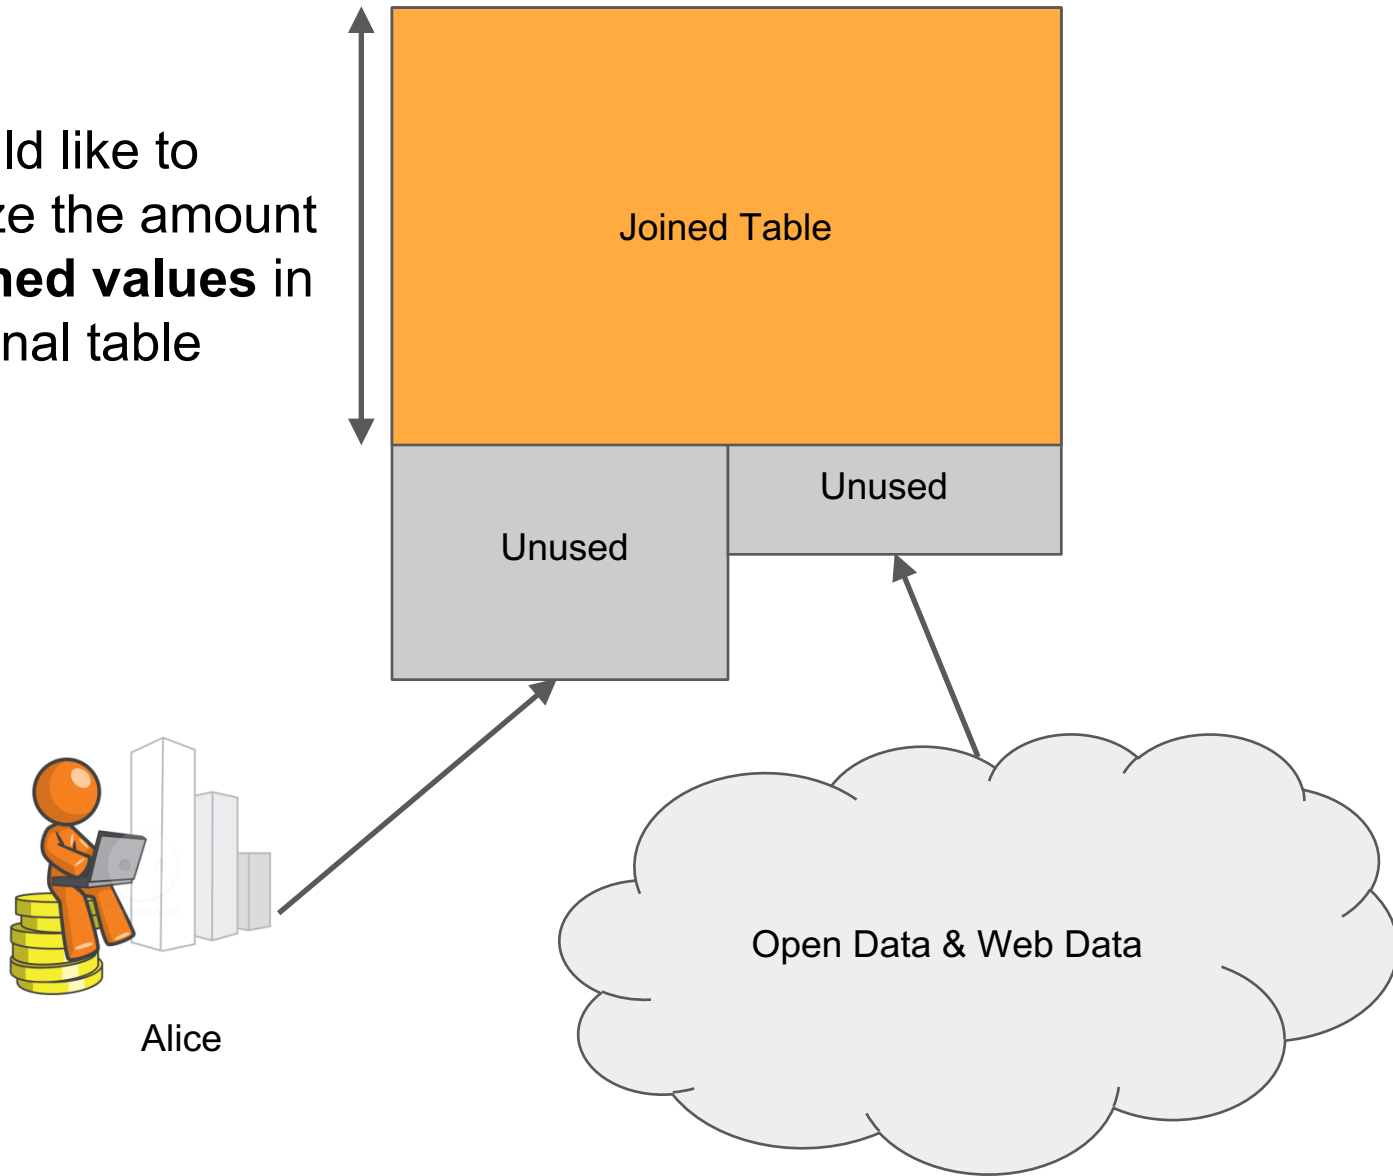 ld like to
ze the amount
ned values in
nal table
Joined Table
Unused
Unused
Open Data & Web Data
Alice